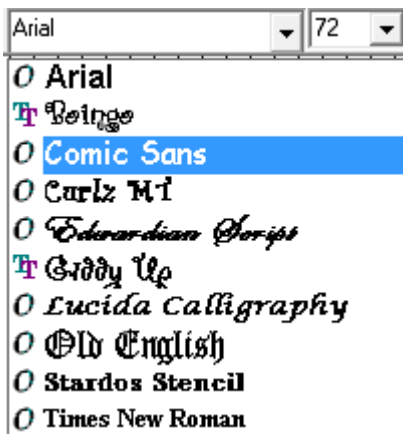 Arial 72
Arial
Boingo
Comic Sans
Curlz MT
Edwardian Script
Giddy Up
Lucida Calligraphy
Old English
Stardos Stencil
Times New Roman